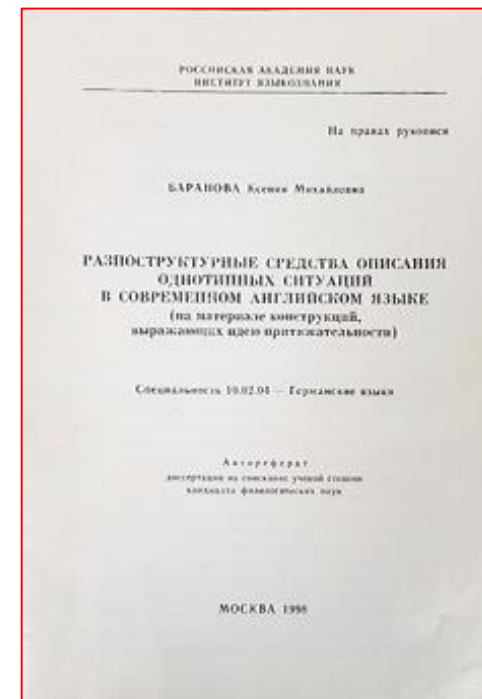 РОССИЙСКАЯ АКАДЕМИЯ НАУК
ИНСТИТУТ ЯЗЫКОЗНАНИЯ
На правах рукописи
БАРАНОВА Ксения Михайловна
РАЗНОСТРУКТУРНЫЕ СРЕДСТВА ОПИСАНИЯ
ОДНОТИПНЫХ СИТУАЦИЙ
В СОВРЕМЕННОМ АНГЛИЙСКОМ ЯЗЫКЕ
(на материале конструкций,
выражающих идею притяжательности)
Специальность 10.02.04 — Германские языки
Автореферат
диссертации на соискание ученой степени
кандидата филологических наук
МОСКВА 1998